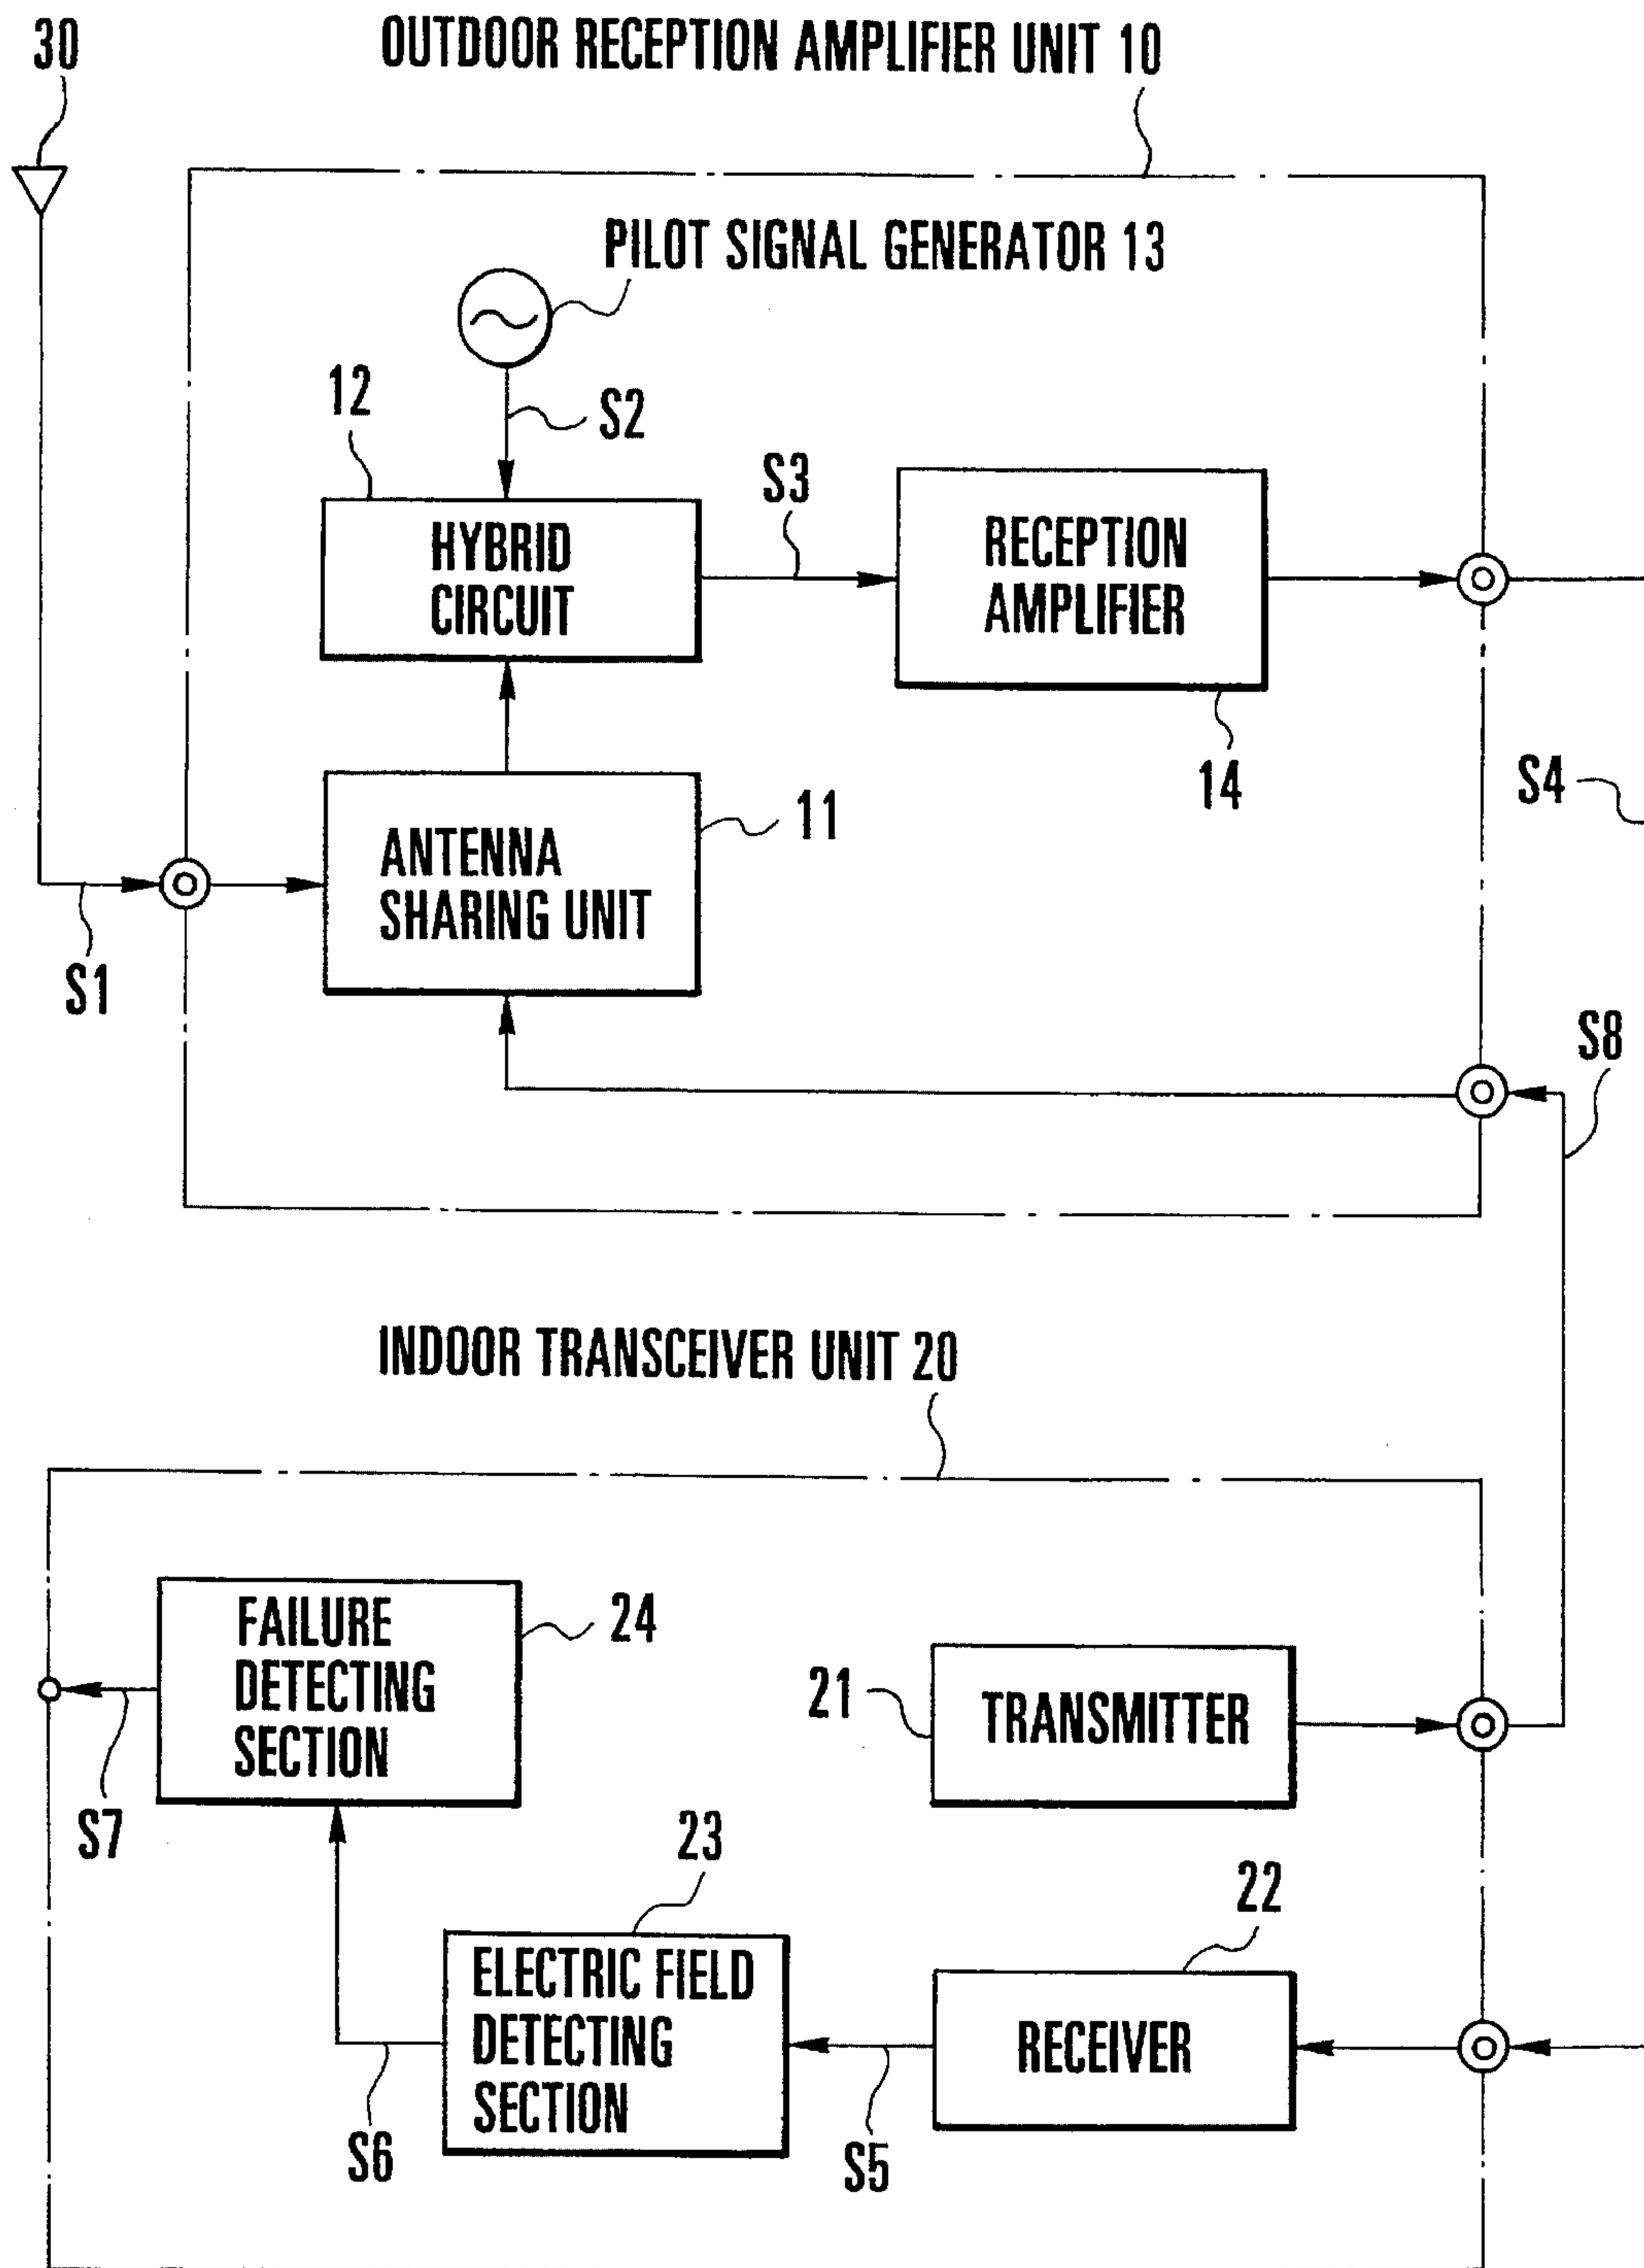 30
OUTDOOR RECEPTION AMPLIFIER UNIT 10
PILOT SIGNAL GENERATOR 13
12
S2
S3
HYBRID
CIRCUIT
RECEPTION
AMPLIFIER
14
S4
11
ANTENNA
SHARING UNIT
S1
S8
INDOOR TRANSCEIVER UNIT 20
FAILURE
DETECTING
SECTION
24
21
TRANSMITTER
S7
23
22
ELECTRIC FIELD
DETECTING
SECTION
RECEIVER
S6
S5